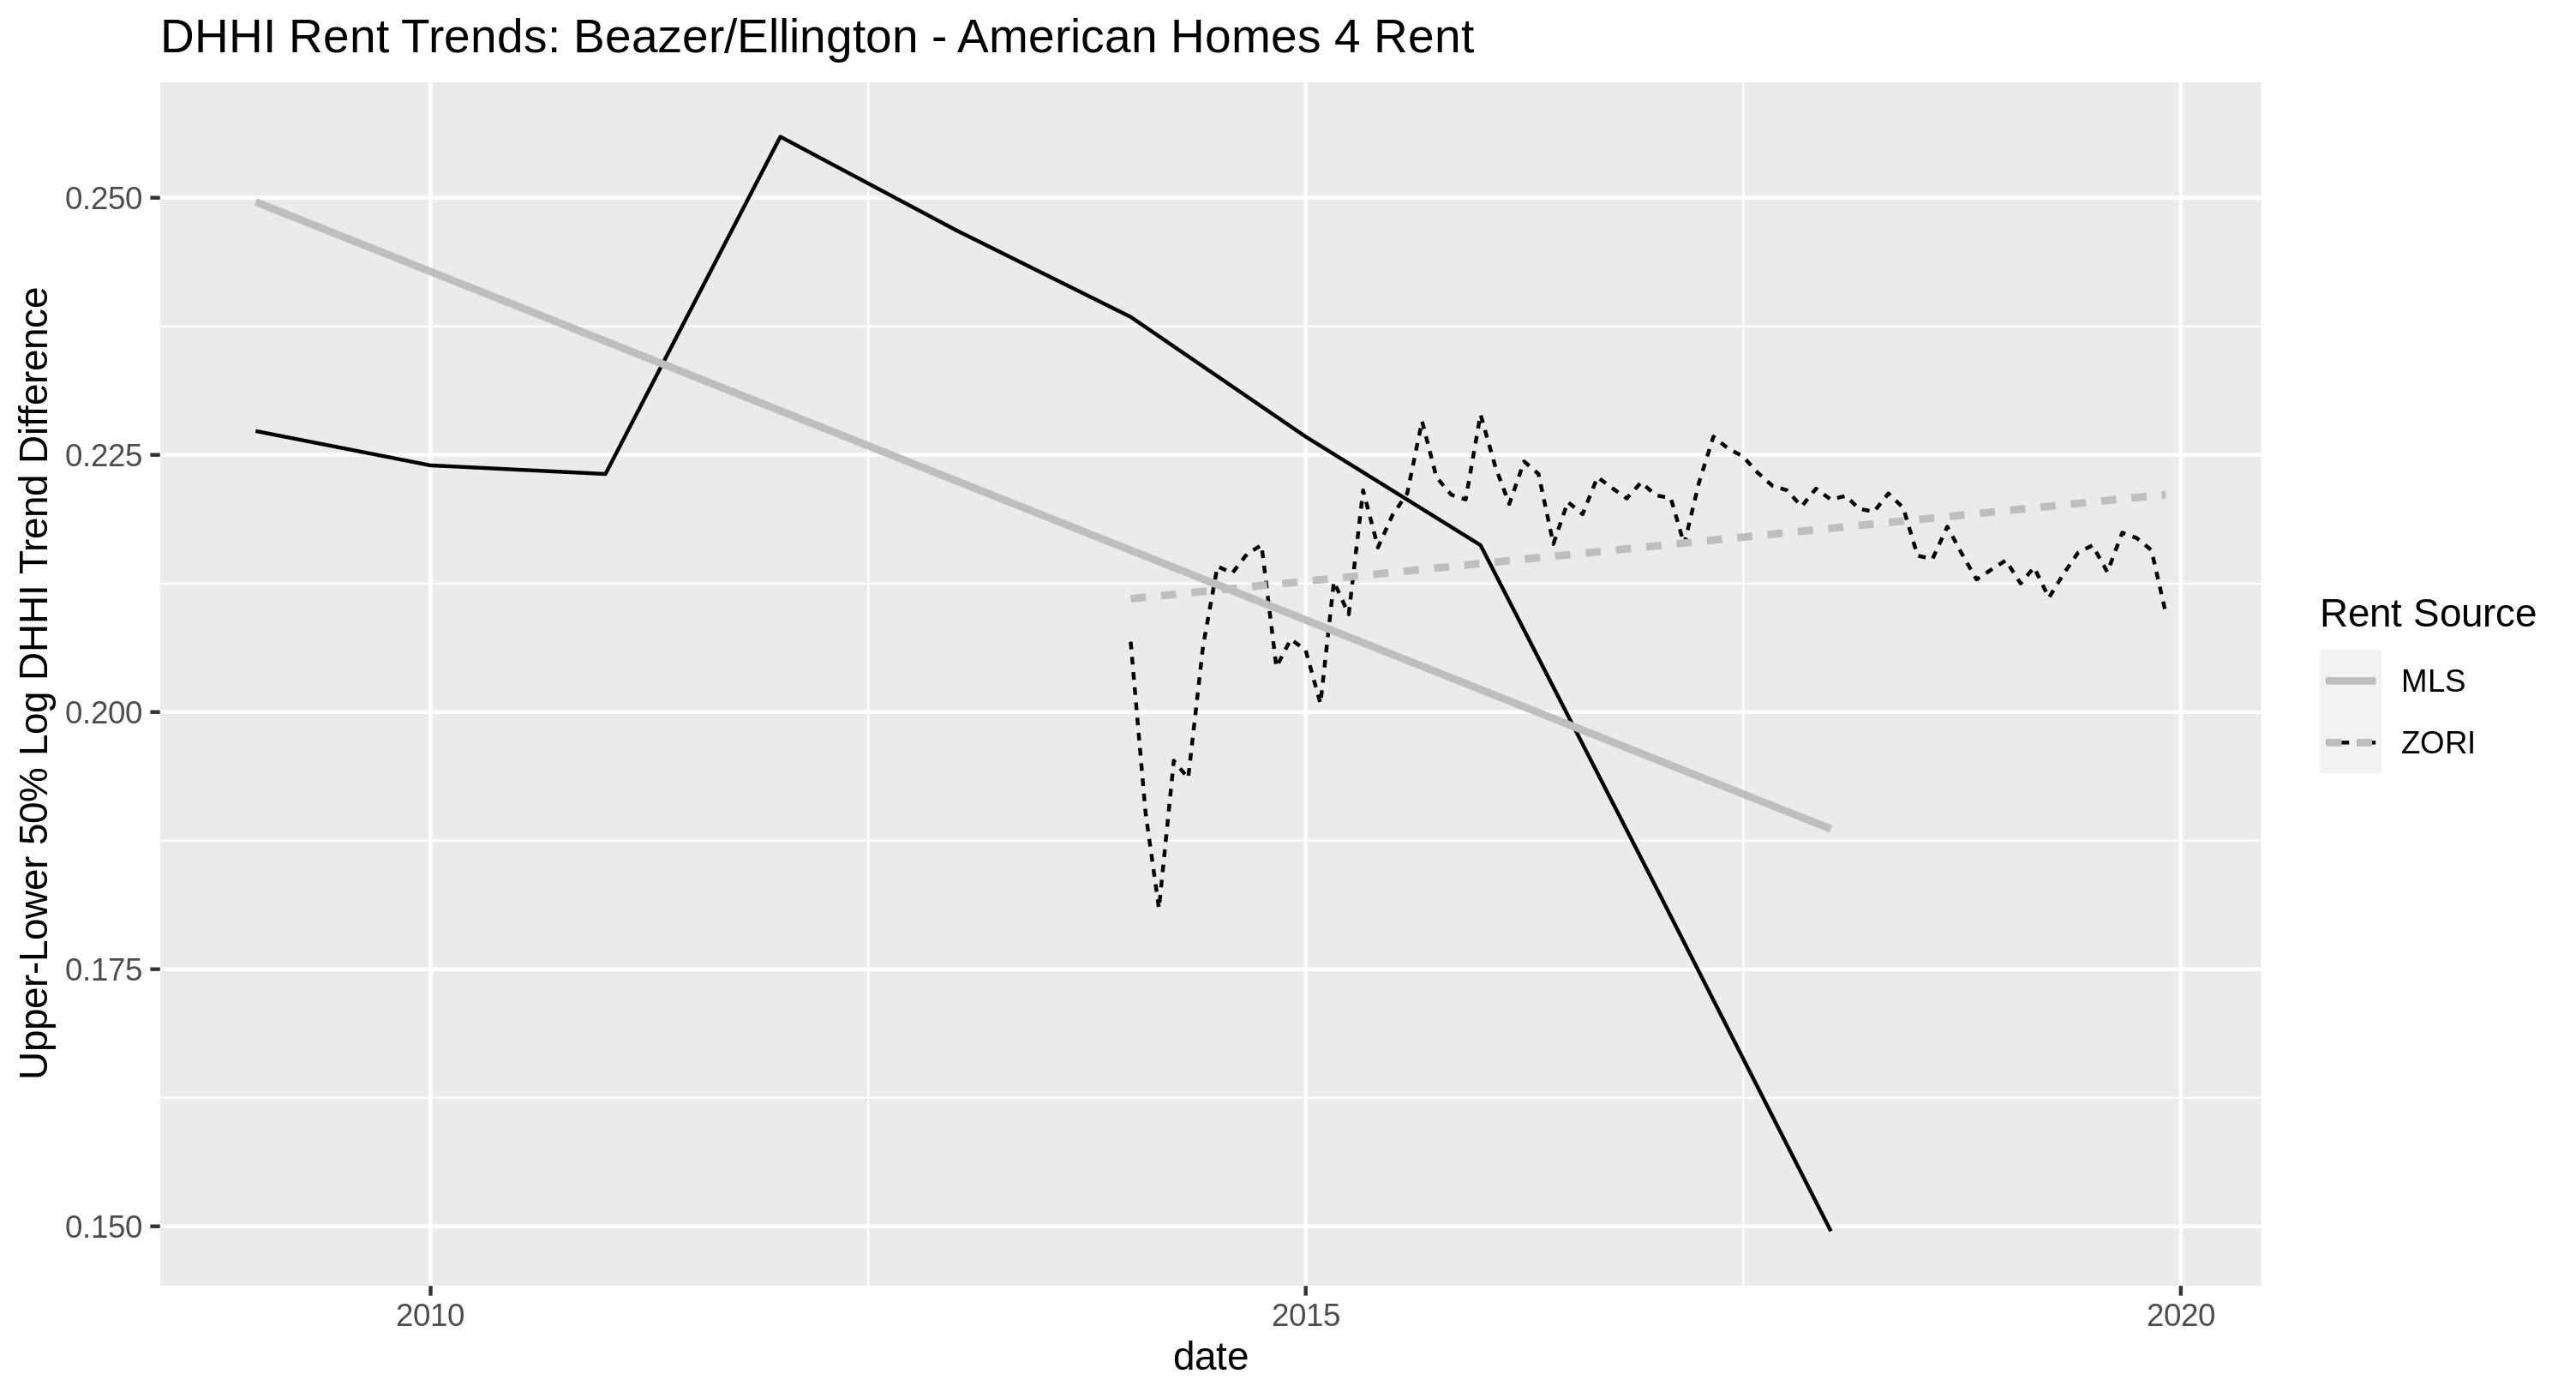 DHHI Rent Trends: Beazer/Ellington - American Homes 4 Rent
Upper-Lower 50% Log DHHI Trend Difference
0.250
0.225
0.200
0.175
0.150
2010
2015
2020
date
Rent Source
MLS
ZORI